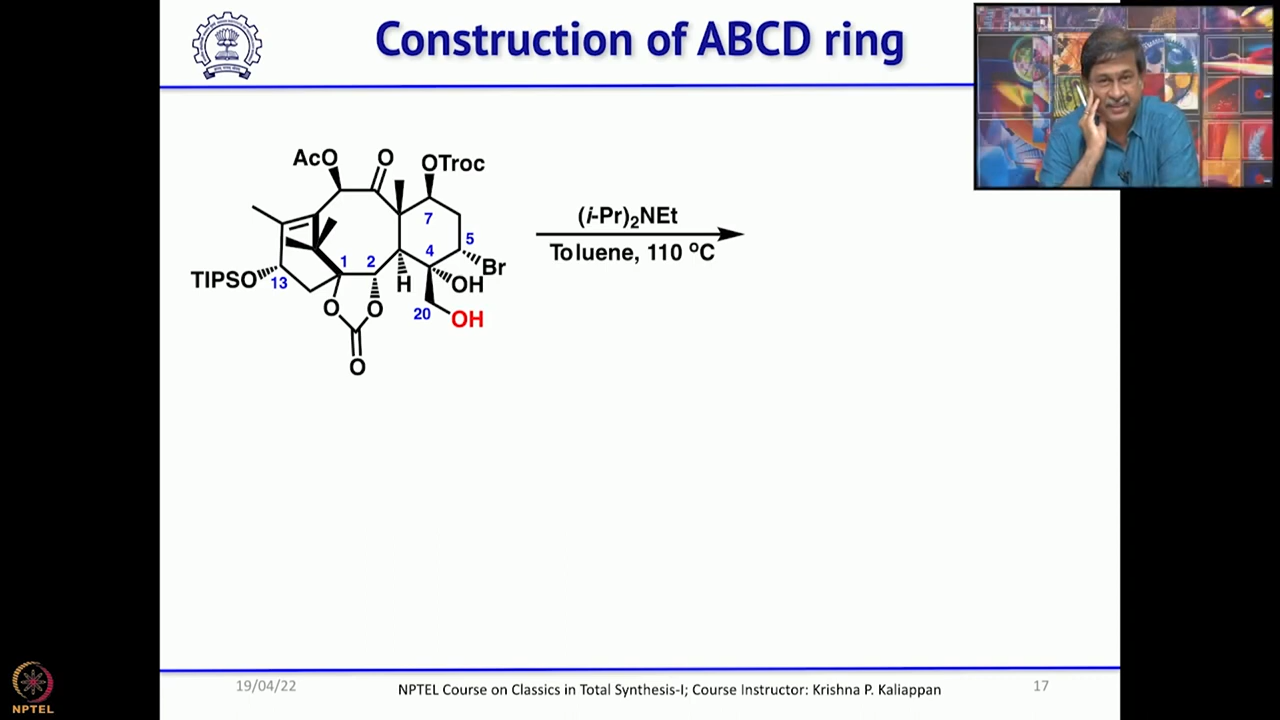 Construction of ABCD ring
AcO
O
OTroc
7
(i-Pr)2NEt
Toluene, 110 ºC
5
4
1
2
Br
TIPSO
13
H
OH
O
O
20
OH
O
19/04/22
NPTEL Course on Classics in Total Synthesis-I; Course Instructor: Krishna P. Kaliappan
17
NPTEL